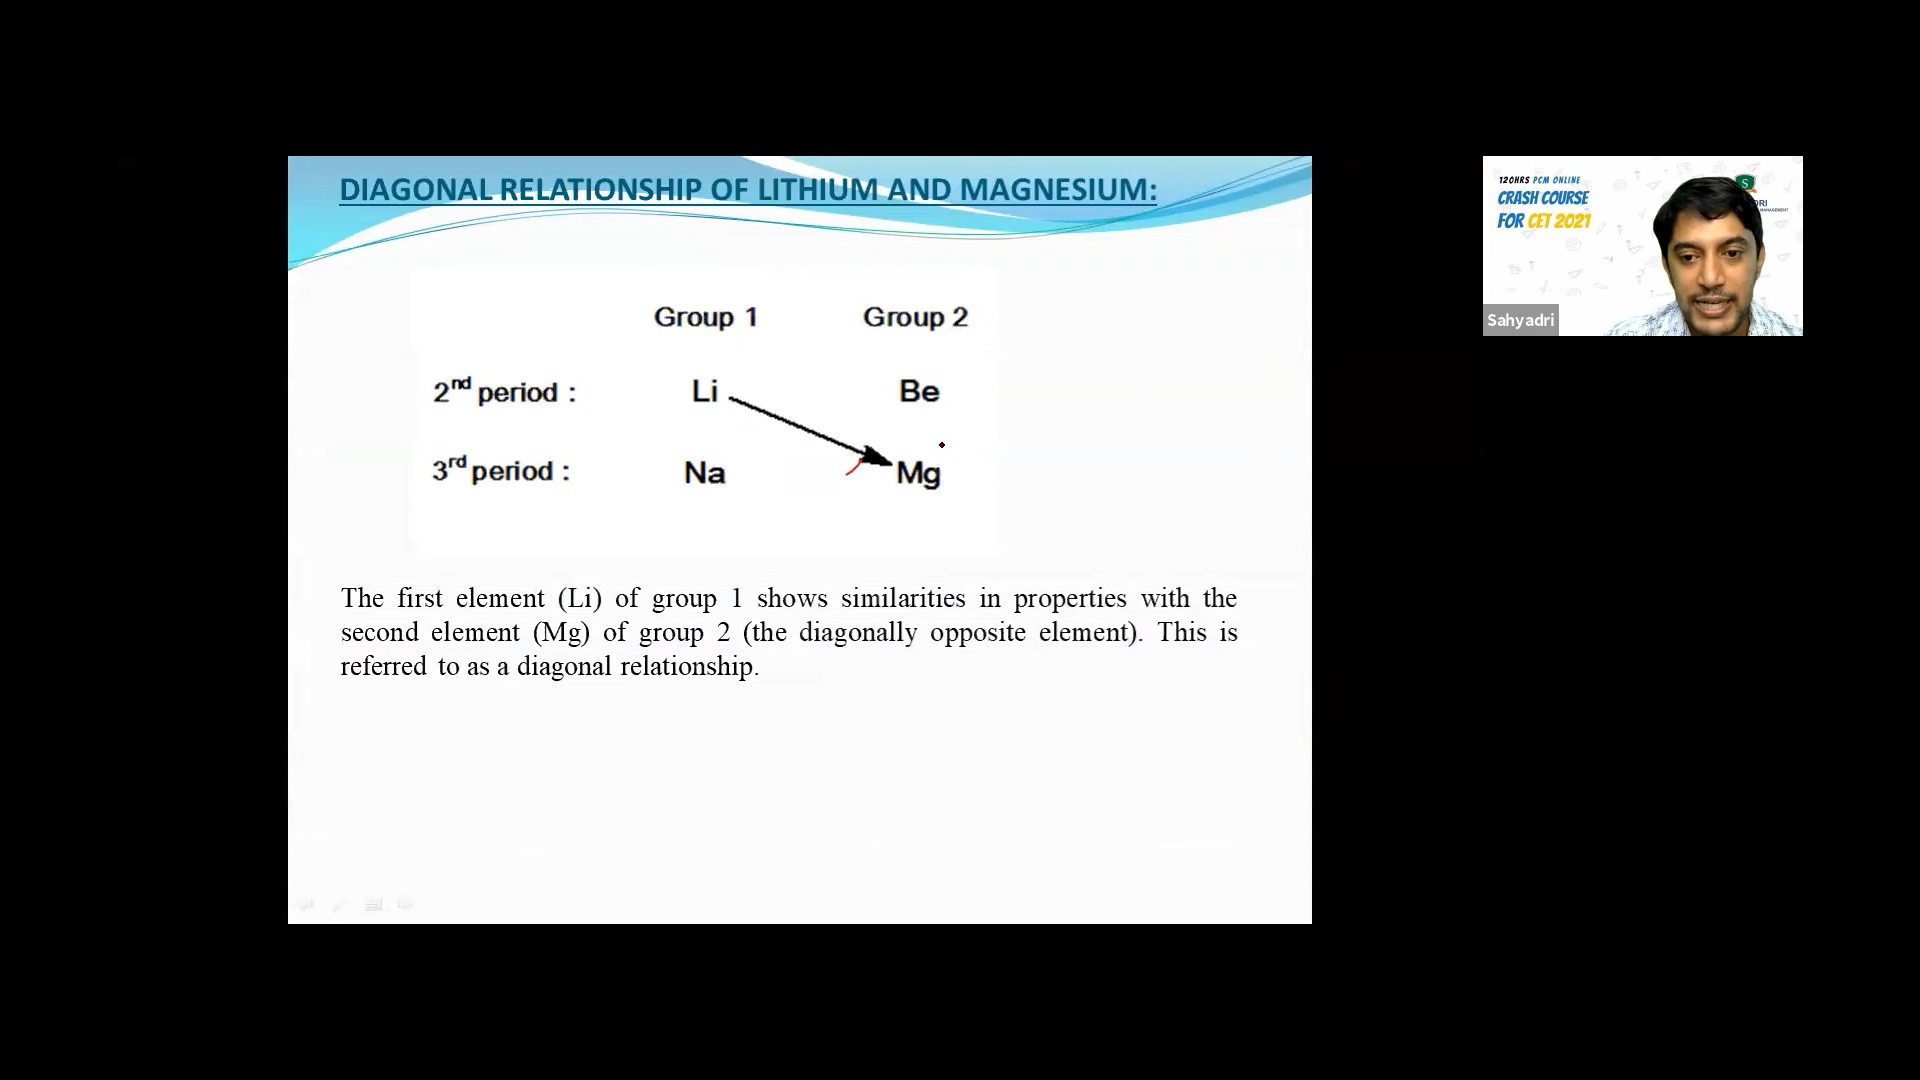 DIAGONAL RELATIONSHIP OF LITHIUM AND MAGNESIUM:
Group 1 Group 2
2nd period : Li Be
3rd period : Na Mg
The first element (Li) of group 1 shows similarities in properties with the
second element (Mg) of group 2 (the diagonally opposite element). This is
referred to as a diagonal relationship.
120HRS PCM ONLINE
CRASH COURSE
FOR CET 2021
S
DRI
MANAGEMENT
Sahyadri